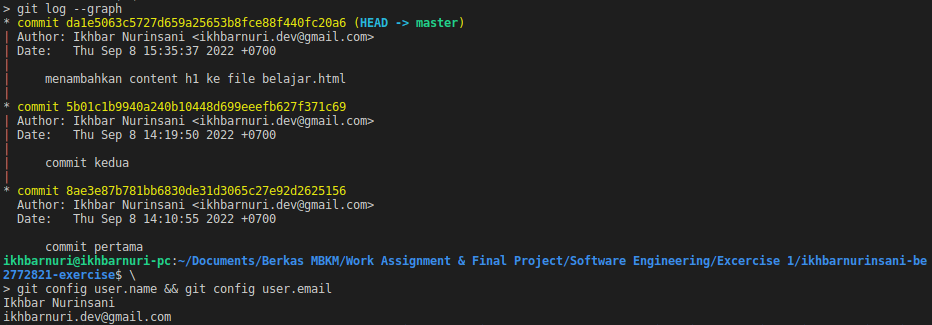 > git log --graph
* commit da1e5063c5727d659a25653b8fce88f440fc20a6 (HEAD -> master)
| Author: Ikhbar Nurinsani <ikhbarnuri.dev@gmail.com>
| Date:   Thu Sep 8 15:35:37 2022 +0700
|
|     menambahkan content h1 ke file belajar.html
|
* commit 5b01c1b9940a240b10448d699eeefb627f371c69
| Author: Ikhbar Nurinsani <ikhbarnuri.dev@gmail.com>
| Date:   Thu Sep 8 14:19:50 2022 +0700
|
|     commit kedua
|
* commit 8ae3e87b781bb6830de31d3065c27e92d2625156
  Author: Ikhbar Nurinsani <ikhbarnuri.dev@gmail.com>
  Date:   Thu Sep 8 14:10:55 2022 +0700
      commit pertama
ikhbarnuri@ikhbarnuri-pc:~/Documents/Berkas MBKM/Work Assignment & Final Project/Software Engineering/Excercise 1/ikhbarnurinsani-be
2772821-exercise$ \
> git config user.name && git config user.email
Ikhbar Nurinsani
ikhbarnuri.dev@gmail.com